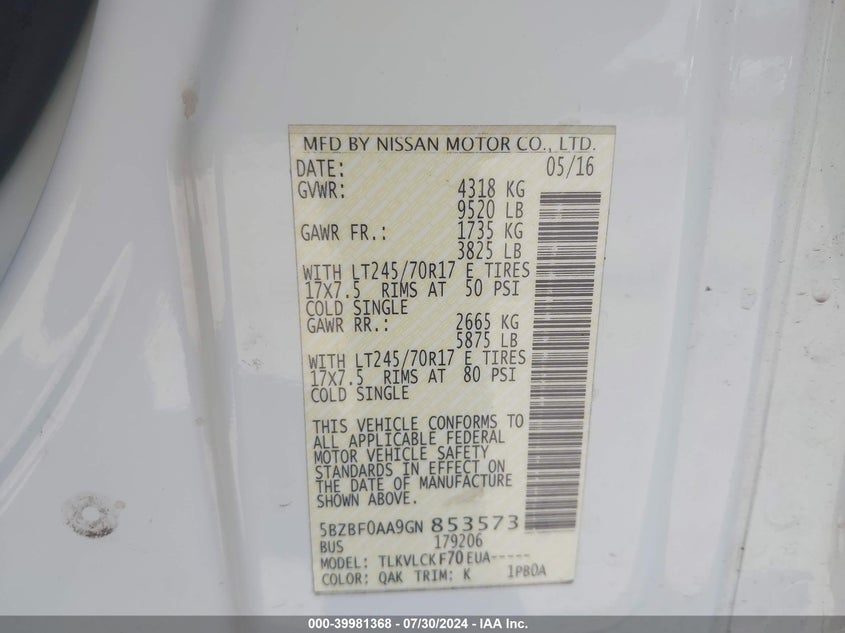 MFD BY NISSAN MOTOR CO., LTD.
DATE: 05/16
GVWR: 4318 KG
9520 LB
GAWR FR.: 1735 KG
3825 LB
WITH LT245/70R17 E TIRES
17X7.5 RIMS AT 50 PSI
COLD SINGLE
GAWR RR.: 2665 KG
5875 LB
WITH LT245/70R17 E TIRES
17X7.5 RIMS AT 80 PSI
COLD SINGLE
THIS VEHICLE CONFORMS TO
ALL APPLICABLE FEDERAL
MOTOR VEHICLE SAFETY
STANDARDS IN EFFECT ON
THE DATE OF MANUFACTURE
SHOWN ABOVE.
5BZBF0AA9GN 853573
BUS 179206
MODEL: TLKVLCKF70EUA-----
COLOR: QAK TRIM: K 1PBOA
000-39981368 - 07/30/2024 - IAA Inc.